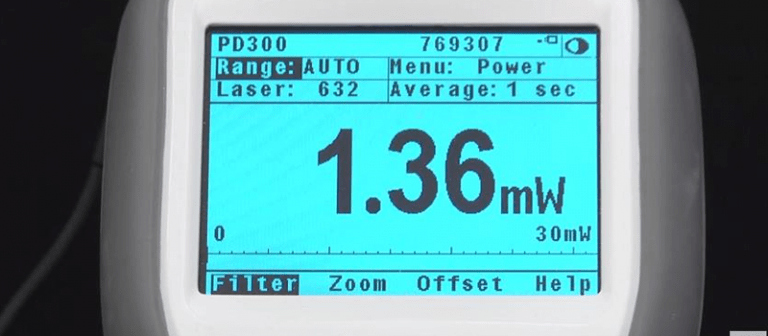 PD300 769307
Range: AUTO Menu: Power
Laser: 632 Average: 1 sec
1.36mW
0 30mW
Filter Zoom Offset Help